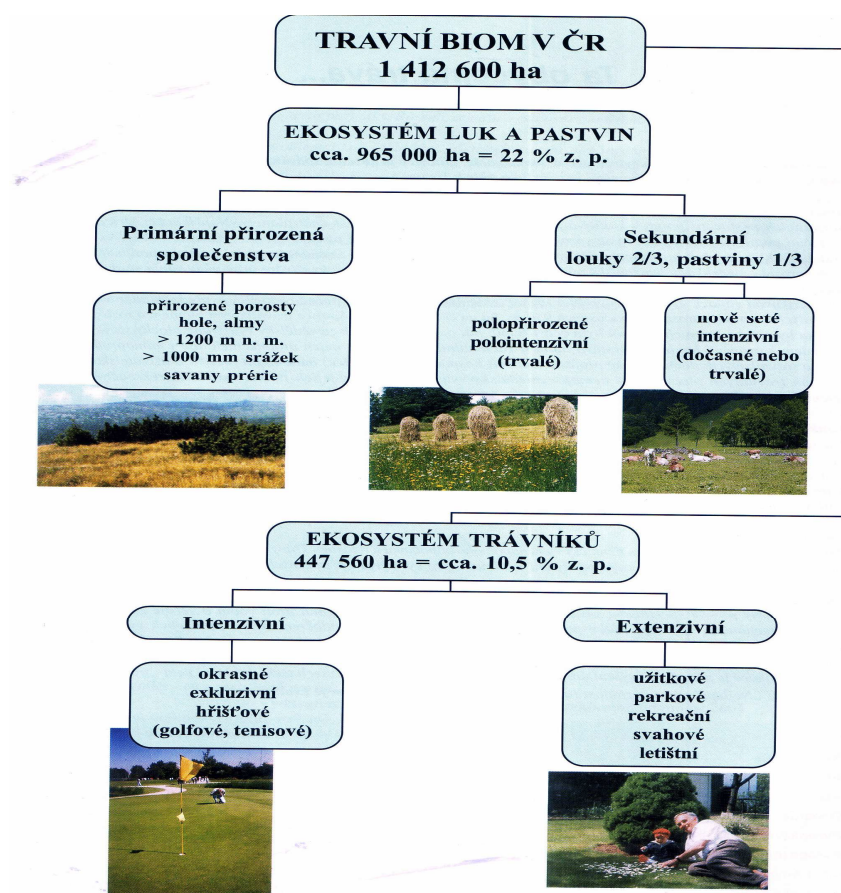 TRAVNÍ BIOM V ČR
1 412 600 ha
EKOSYSTÉM LUK A PASTVIN
cca. 965 000 ha = 22 % z. p.
Primární přirozená
společenstva
přirozené porosty
hole, almy
> 1200 m n. m.
> 1000 mm srážek
savany prérie
Sekundární
louky 2/3, pastviny 1/3
polopřirozené
polointenzivní
(trvalé)
nově seté
intenzivní
(dočasné nebo
trvalé)
EKOSYSTÉM TRÁVNÍKŮ
447 560 ha = cca. 10,5 % z. p.
Intenzivní
okrasné
exkluzivní
hřišťové
(golfové, tenisové)
Extenzivní
užitkové
parkové
rekreační
svahové
letištní